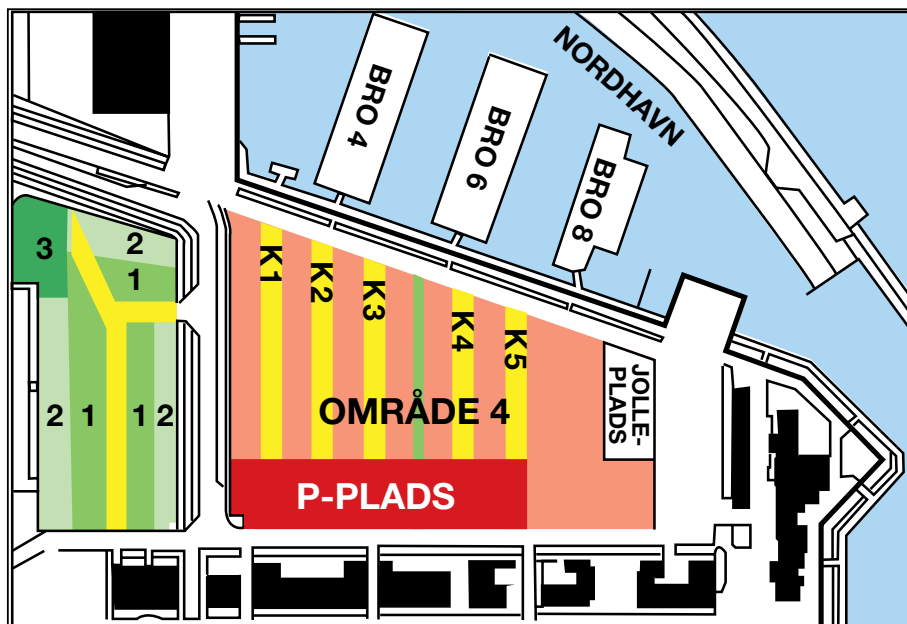 NORDHAVN
BRO 4
BRO 6
BRO 8
3
2
1
K1
K2
K3
K4
K5
2
1
1
2
OMRÅDE 4
JOLLE-
PLADS
P-PLADS